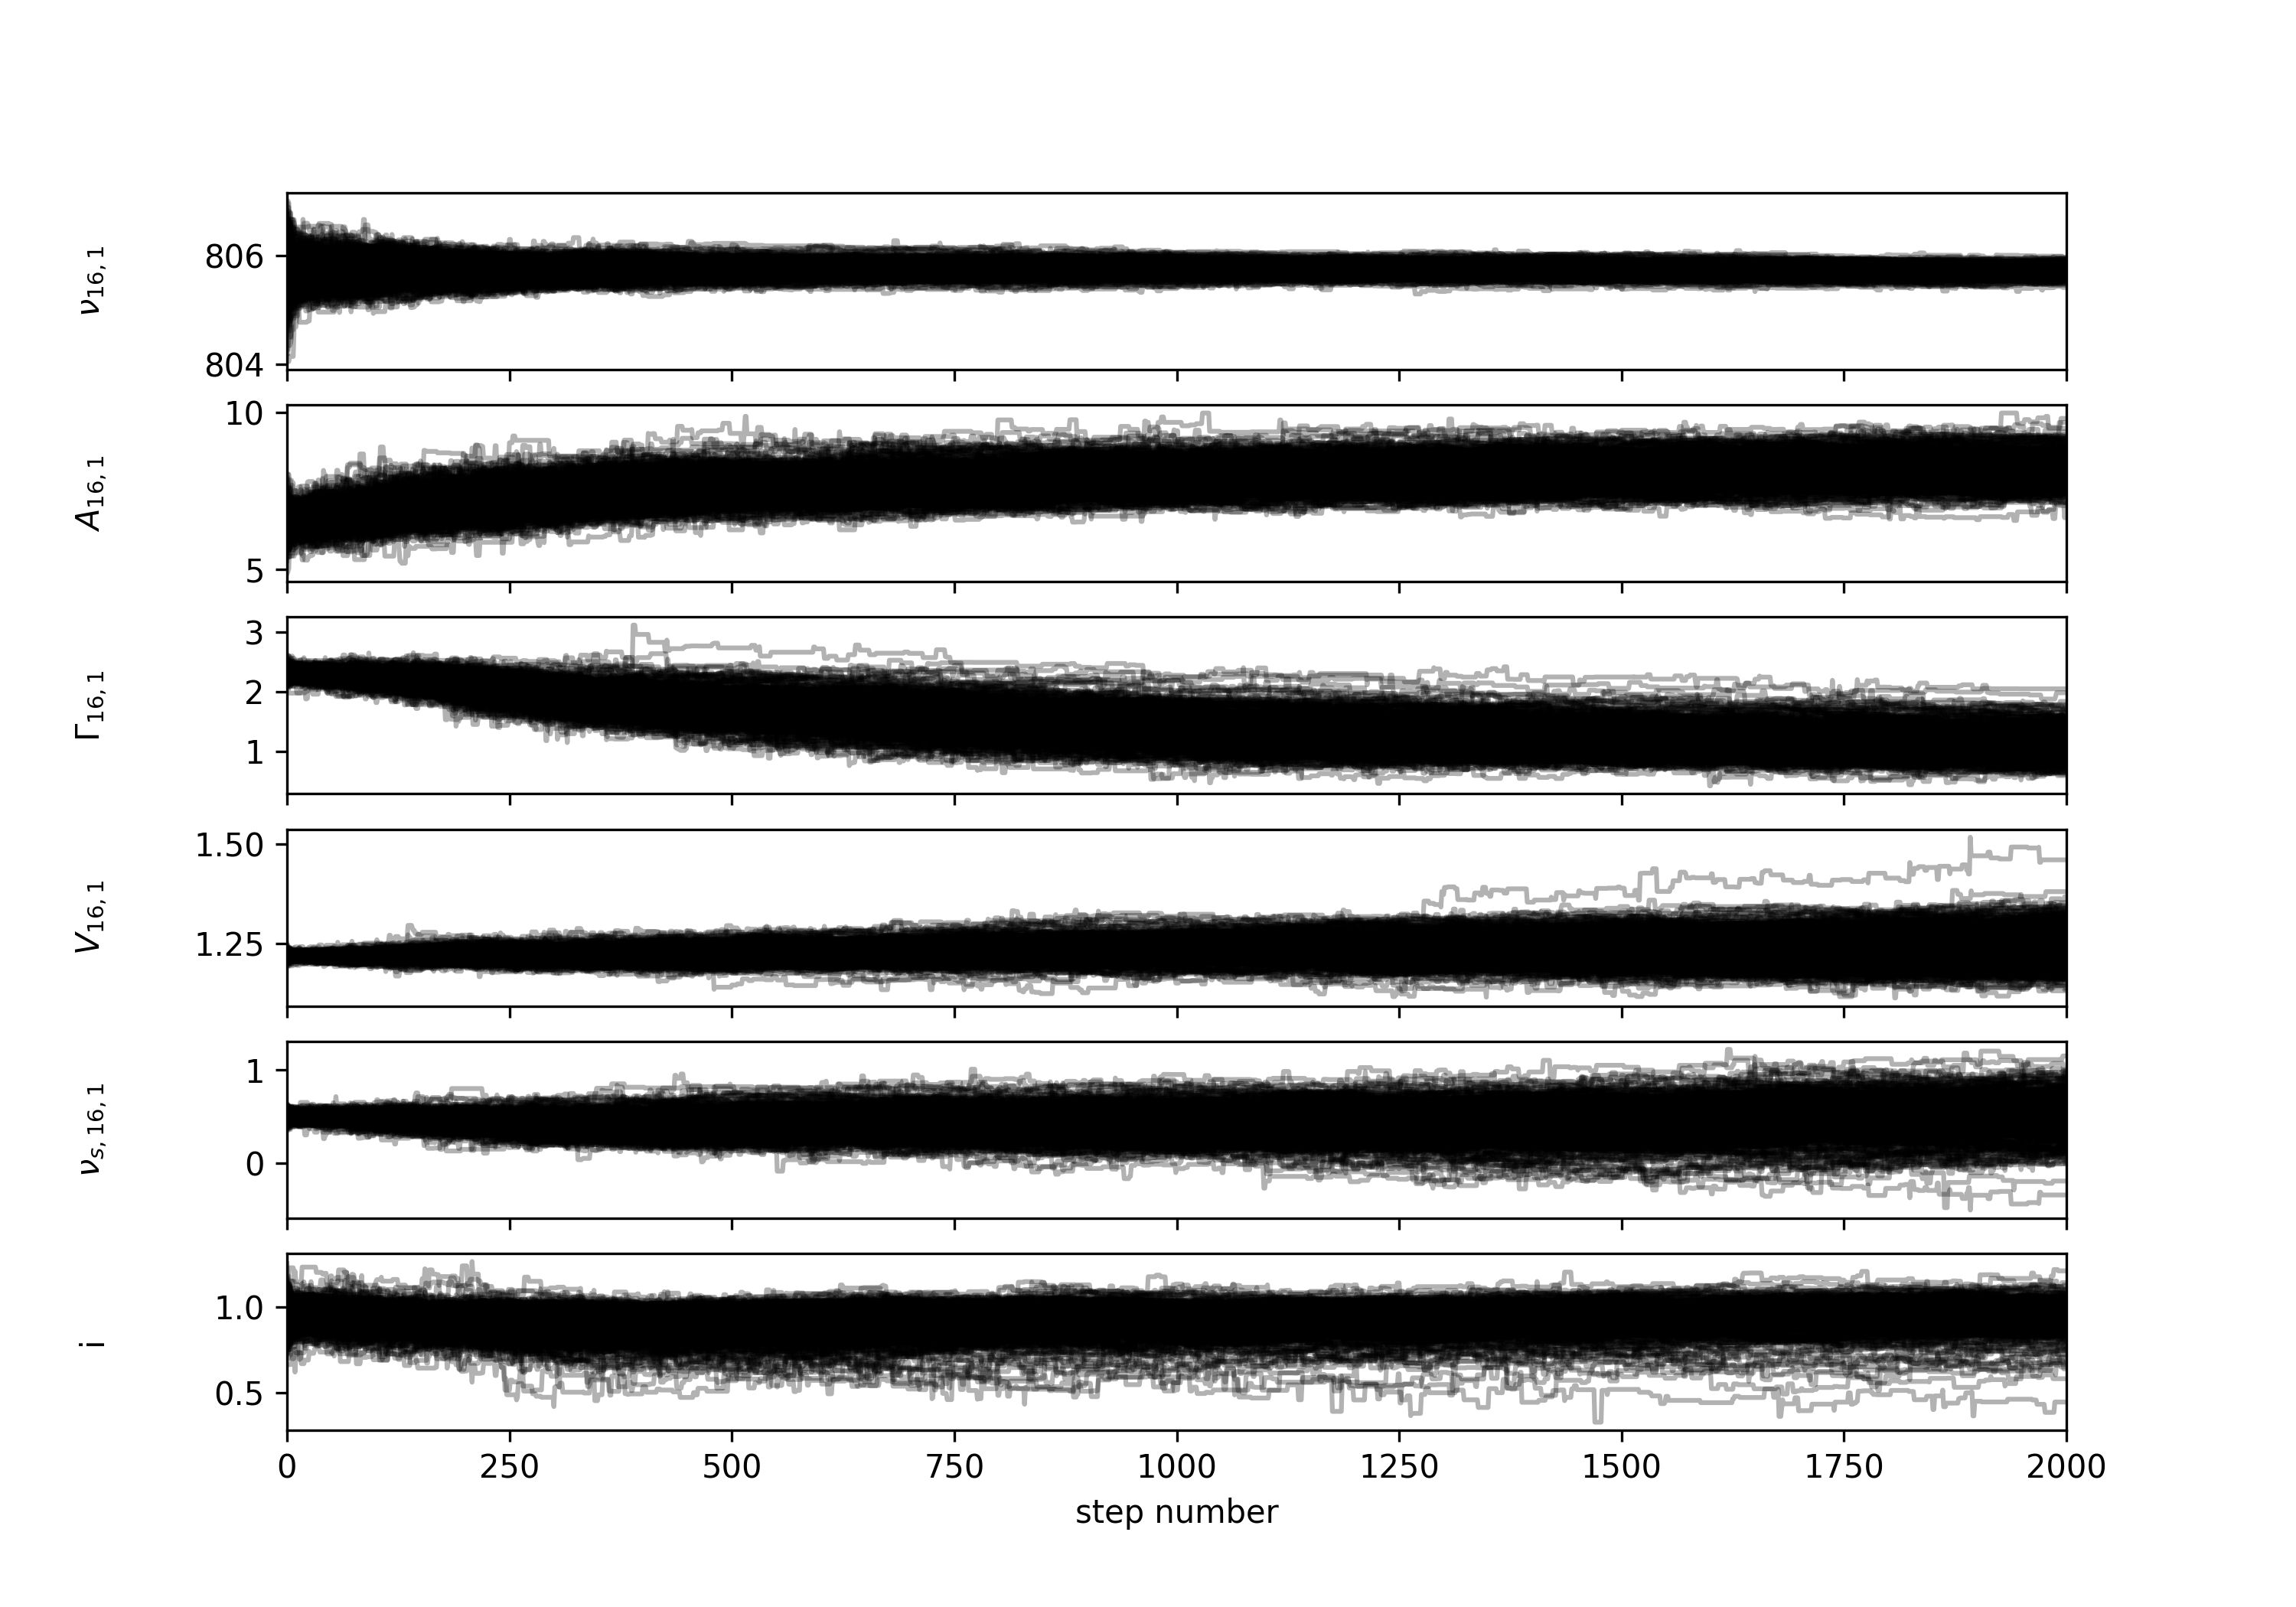 ν₁₆,₁
806
804
A₁₆,₁
10
5
Γ₁₆,₁
3
2
1
V₁₆,₁
1.50
1.25
νₛ,₁₆,₁
1
0
i
1.0
0.5
0 250 500 750 1000 1250 1500 1750 2000
step number